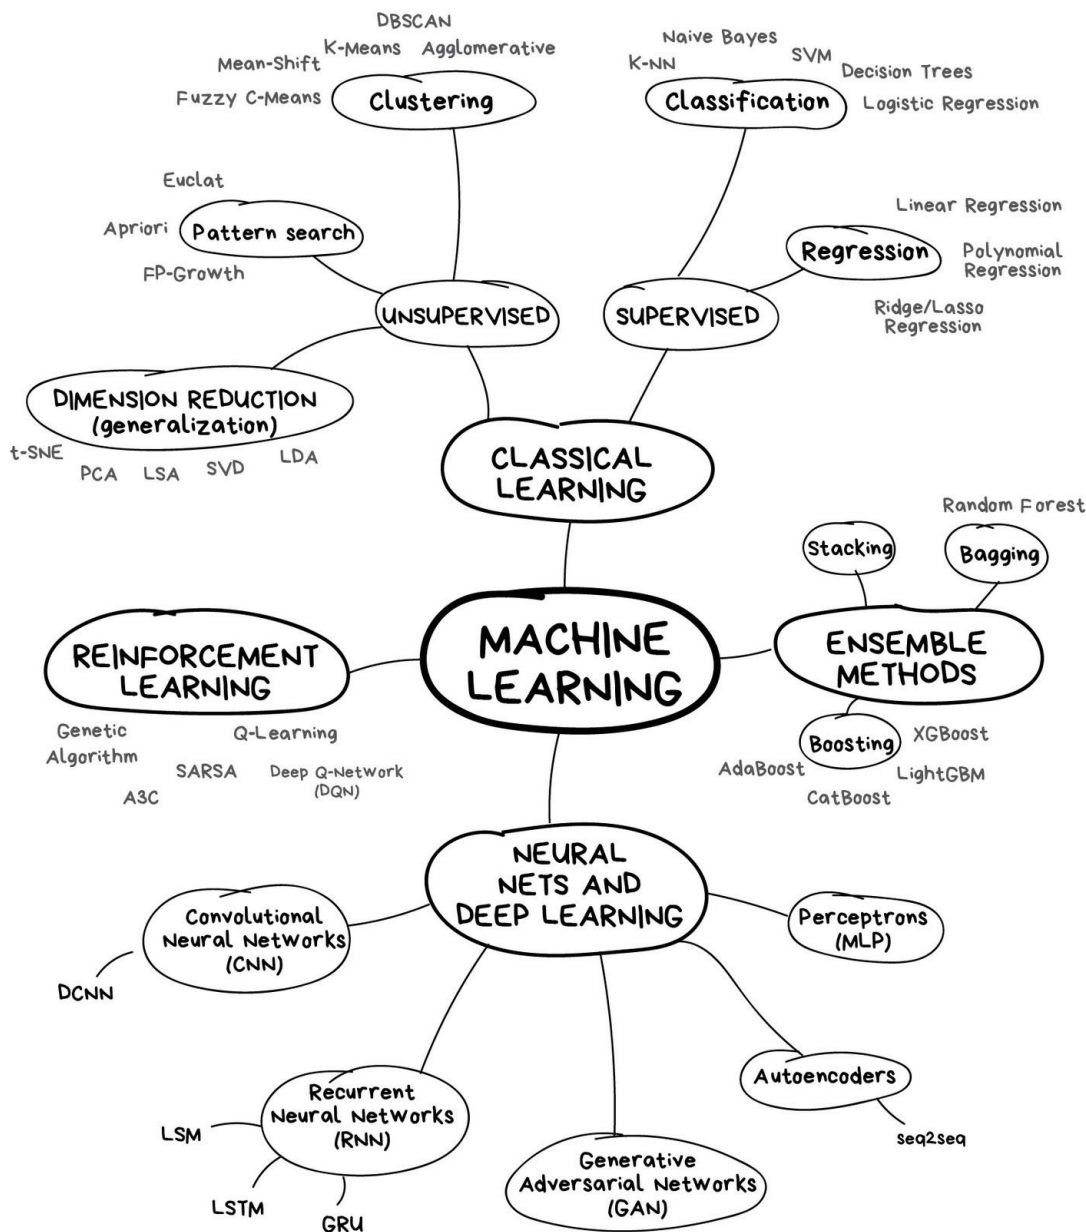 DBSCAN
K-Means
Agglomerative
Mean-Shift
Fuzzy C-Means
Clustering
Naive Bayes
K-NN
SVM
Decision Trees
Classification
Logistic Regression
Euclat
Apriori
Pattern search
FP-Growth
Linear Regression
Regression
Polynomial
Regression
Ridge/Lasso
Regression
UNSUPERVISED
SUPERVISED
DIMENSION REDUCTION
(generalization)
t-SNE
PCA
LSA
SVD
LDA
CLASSICAL
LEARNING
Random Forest
Stacking
Bagging
MACHINE
LEARNING
REINFORCEMENT
LEARNING
ENSEMBLE
METHODS
Genetic
Algorithm
Q-Learning
SARSA
Deep Q-Network
(DQN)
A3C
Boosting
XGBoost
AdaBoost
LightGBM
CatBoost
NEURAL
NETS AND
DEEP LEARNING
Convolutional
Neural Networks
(CNN)
DCNN
Perceptrons
(MLP)
Autoencoders
seq2seq
Recurrent
Neural Networks
(RNN)
LSM
LSTM
GRU
Generative
Adversarial Networks
(GAN)